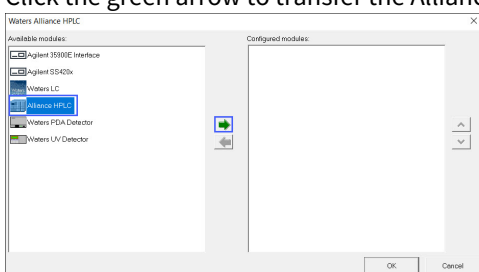 Click the green arrow to transfer the Allianc
Waters Alliance HPLC
Available modules:
Configured modules:
Agilent 35900E Interface
Agilent SS420x
Waters LC
Alliance HPLC
Waters PDA Detector
Waters UV Detector
OK
Cancel